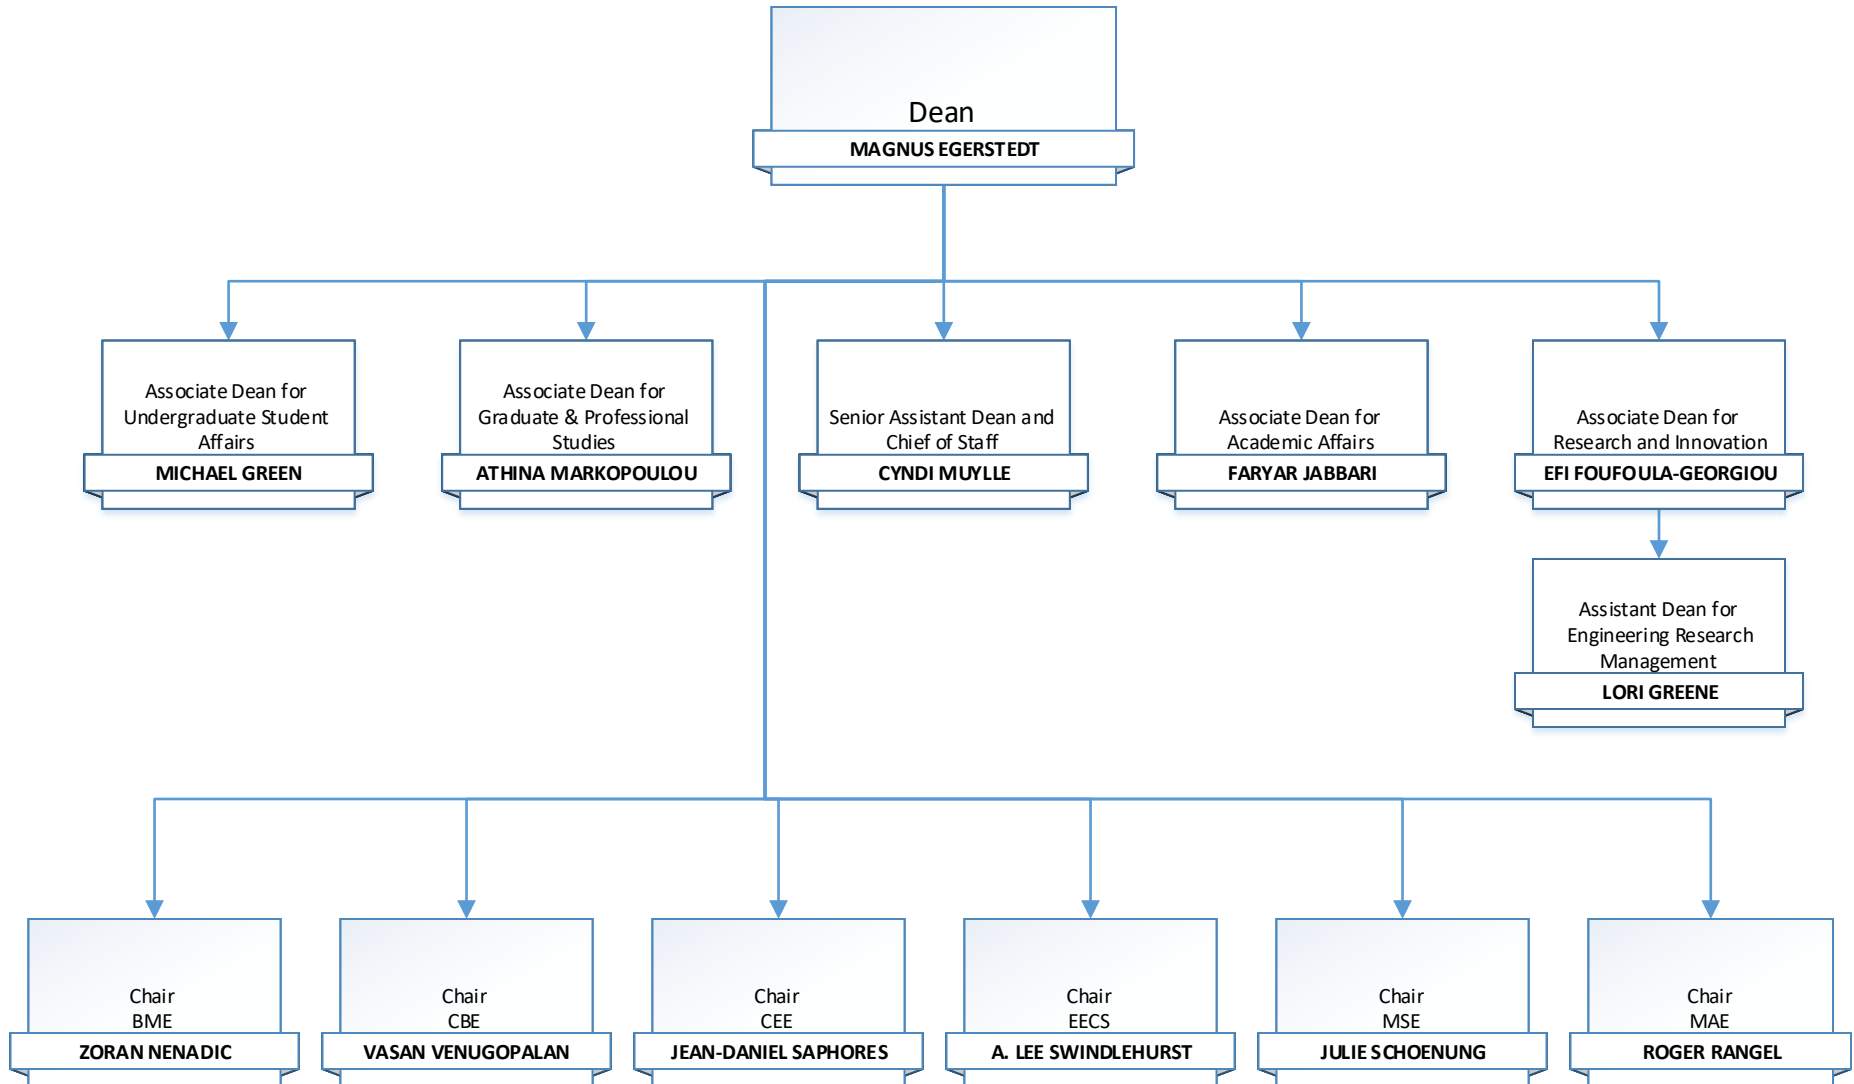 Dean
MAGNUS EGERSTEDT
Associate Dean for
Undergraduate Student
Affairs
MICHAEL GREEN
Associate Dean for
Graduate & Professional
Studies
ATHINA MARKOPOULOU
Senior Assistant Dean and
Chief of Staff
CYNDI MUYLLE
Associate Dean for
Academic Affairs
FARYAR JABBARI
Associate Dean for
Research and Innovation
EFI FOUFOULA-GEORGIOU
Assistant Dean for
Engineering Research
Management
LORI GREENE
Chair
BME
ZORAN NENADIC
Chair
CBE
VASAN VENUGOPALAN
Chair
CEE
JEAN-DANIEL SAPHORES
Chair
EECS
A. LEE SWINDLEHURST
Chair
MSE
JULIE SCHOENUNG
Chair
MAE
ROGER RANGEL